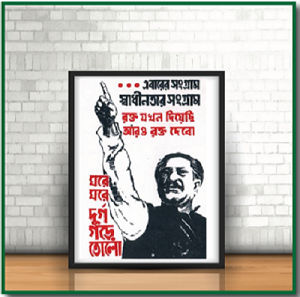 ... এবারের সংগ্রাম
স্বাধীনতার সংগ্রাম
রক্ত যখন দিয়েছি
আরও রক্ত দেবো
ঘরে
ঘরে
দুর্গ
গড়ে
তোলো